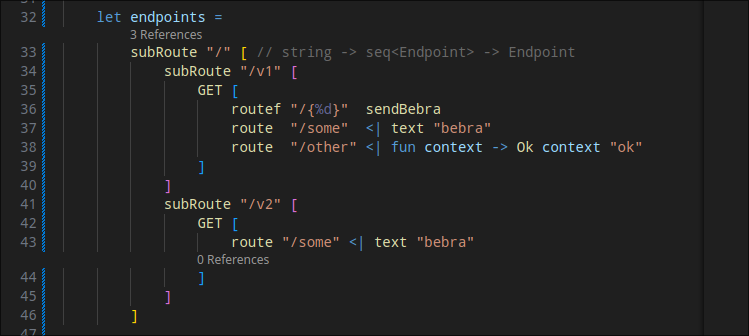 32 let endpoints =
3 References
33 subRoute "/" [ // string -> seq<Endpoint> -> Endpoint
34 subRoute "/v1" [
35 GET [
36 routef "/{%d}" sendBebra
37 route "/some" <| text "bebra"
38 route "/other" <| fun context -> Ok context "ok"
39 ]
40 ]
41 subRoute "/v2" [
42 GET [
43 route "/some" <| text "bebra"
0 References
44 ]
45 ]
46 ]